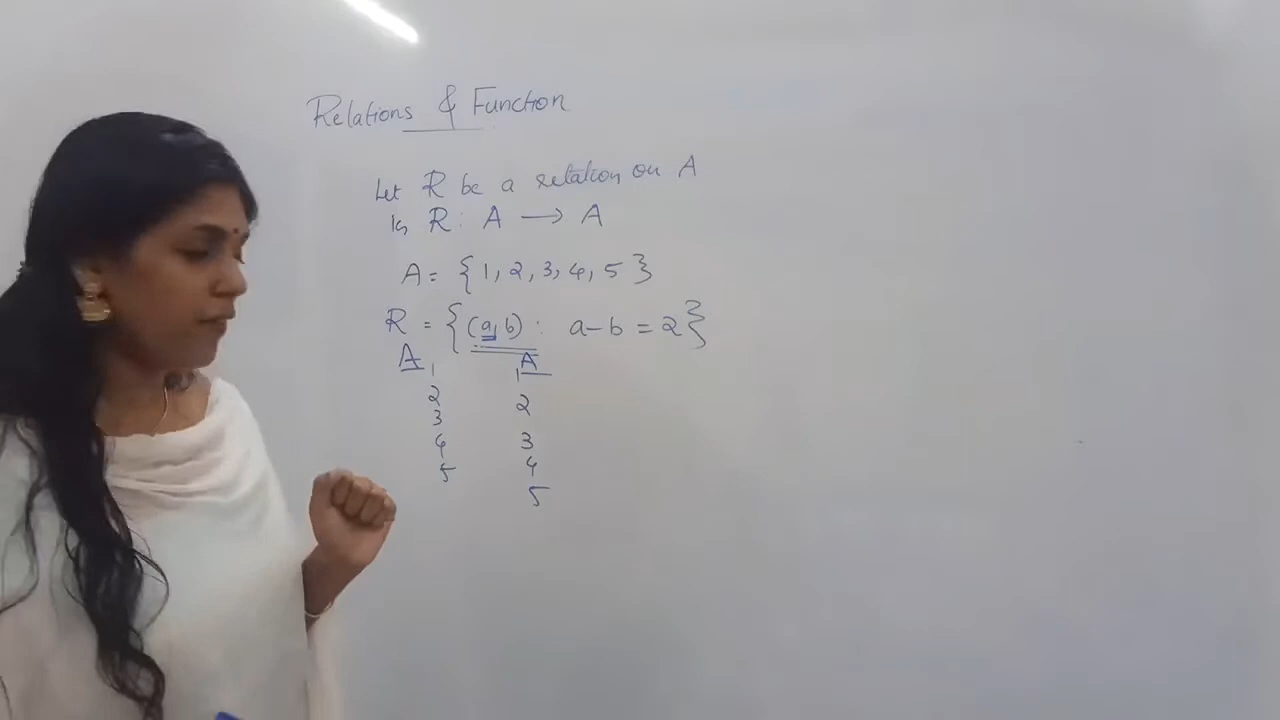 Relations & Function
Let R be a relation on A
is R: A → A
A = {1, 2, 3, 4, 5}
R = {(a, b) : a - b = 2}
A A
1 1
2 2
3 3
4 4
5 5